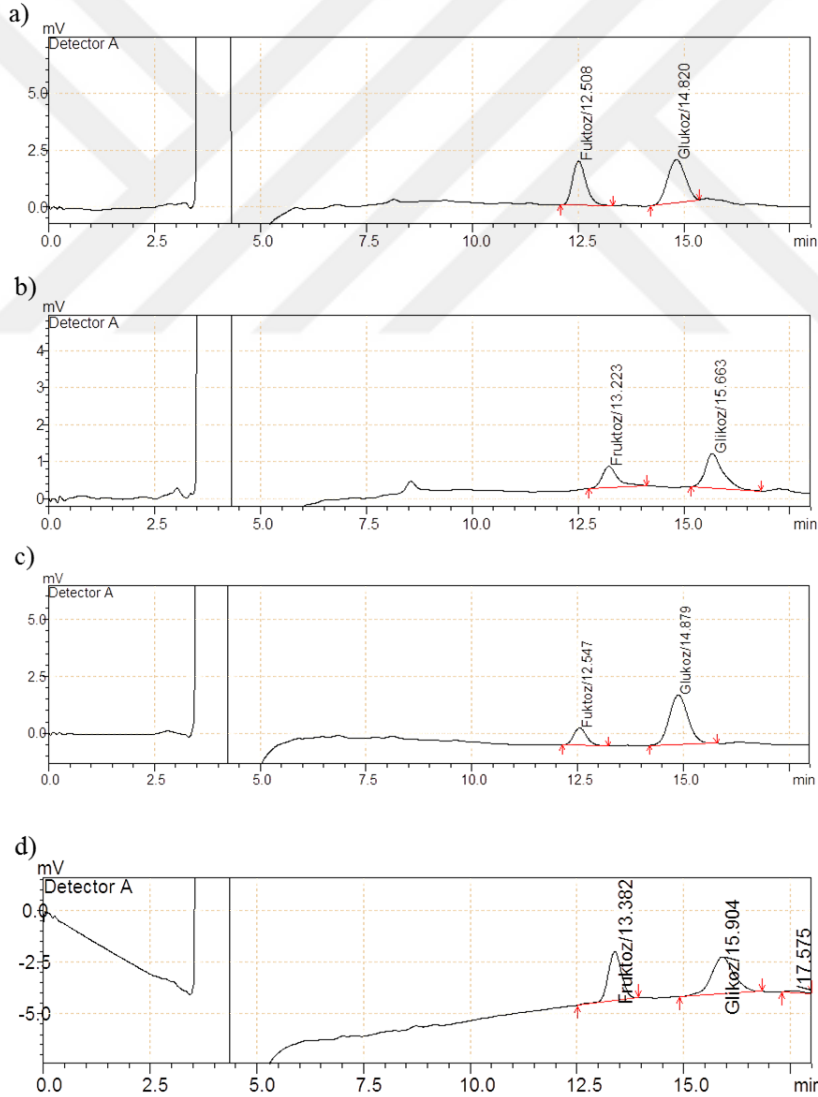 a)
mV
Detector A
5.0
2.5
0.0
Fuktoz/12.508
Glukoz/14.820
0.0 2.5 5.0 7.5 10.0 12.5 15.0 min
b)
mV
Detector A
4
3
2
1
0
Fruktoz/13.223
Glikoz/15.663
0.0 2.5 5.0 7.5 10.0 12.5 15.0 min
c)
mV
Detector A
5.0
2.5
0.0
Fuktoz/12.547
Glukoz/14.879
0.0 2.5 5.0 7.5 10.0 12.5 15.0 min
d)
mV
Detector A
0.0
-2.5
-5.0
Fruktoz/13.382
Glikoz/15.904
/17.575
0.0 2.5 5.0 7.5 10.0 12.5 15.0 min